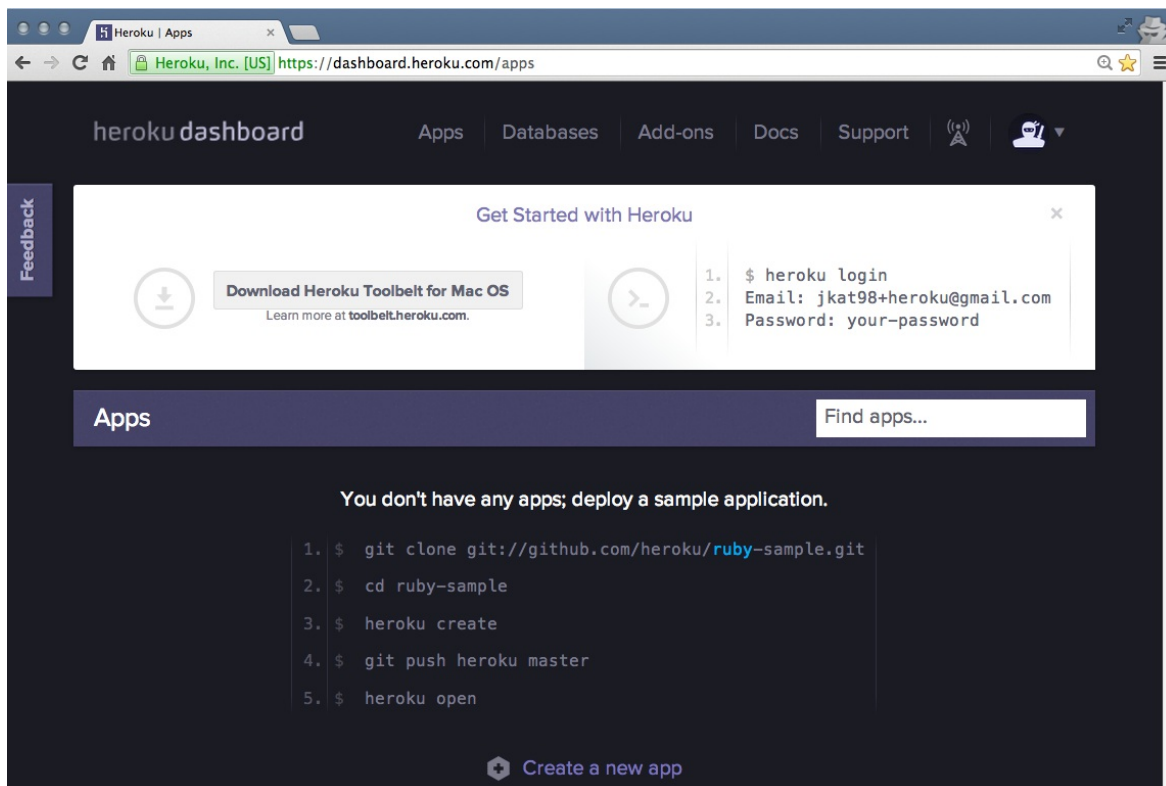 Heroku | Apps
Heroku, Inc. [US] https://dashboard.heroku.com/apps
heroku dashboard Apps Databases Add-ons Docs Support
Feedback
Get Started with Heroku
Download Heroku Toolbelt for Mac OS
Learn more at toolbelt.heroku.com.
1. $ heroku login
2. Email: jkat98+heroku@gmail.com
3. Password: your-password
Apps Find apps...
You don't have any apps; deploy a sample application.
1. $ git clone git://github.com/heroku/ruby-sample.git
2. $ cd ruby-sample
3. $ heroku create
4. $ git push heroku master
5. $ heroku open
Create a new app